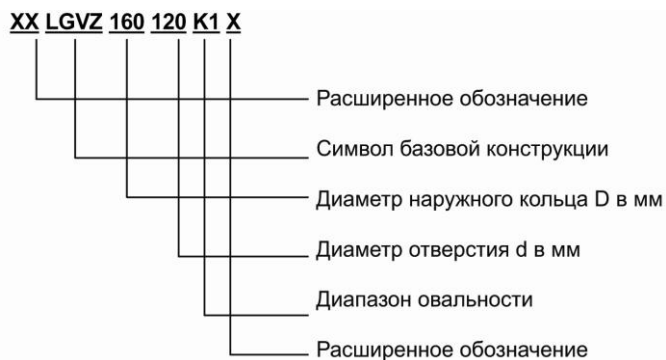 XX LGVZ 160 120 K1 X
Расширенное обозначение
Символ базовой конструкции
Диаметр наружного кольца D в мм
Диаметр отверстия d в мм
Диапазон овальности
Расширенное обозначение